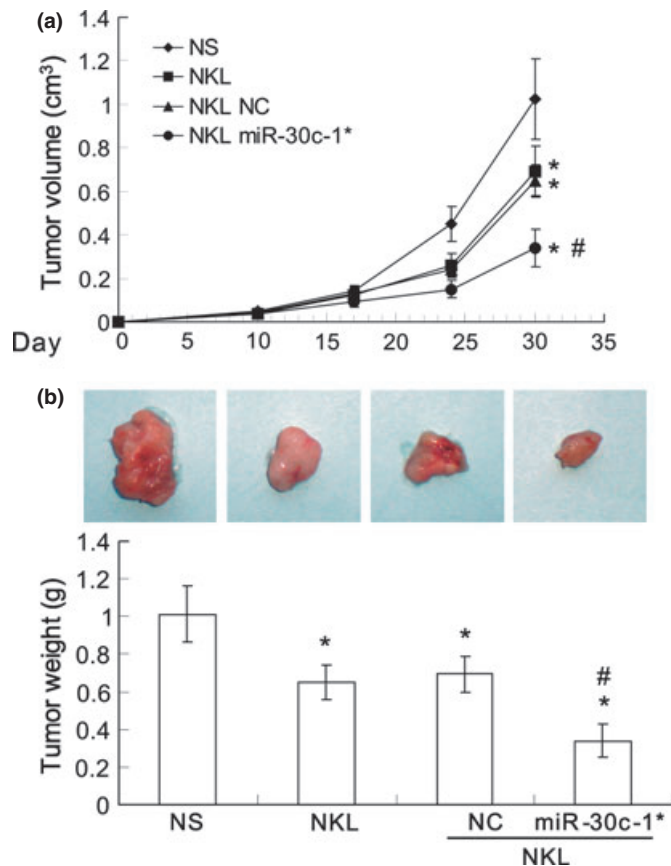 (a)
1.4
1.2
1
0.8
0.6
0.4
0.2
0
Tumor volume (cm³)
NS
NKL
NKL NC
NKL miR-30c-1*
*
*
* #
Day
0 5 10 15 20 25 30 35
(b)
1.4
1.2
1
0.8
0.6
0.4
0.2
0
Tumor weight (g)
*
*
#
*
NS NKL NC miR-30c-1*
NKL